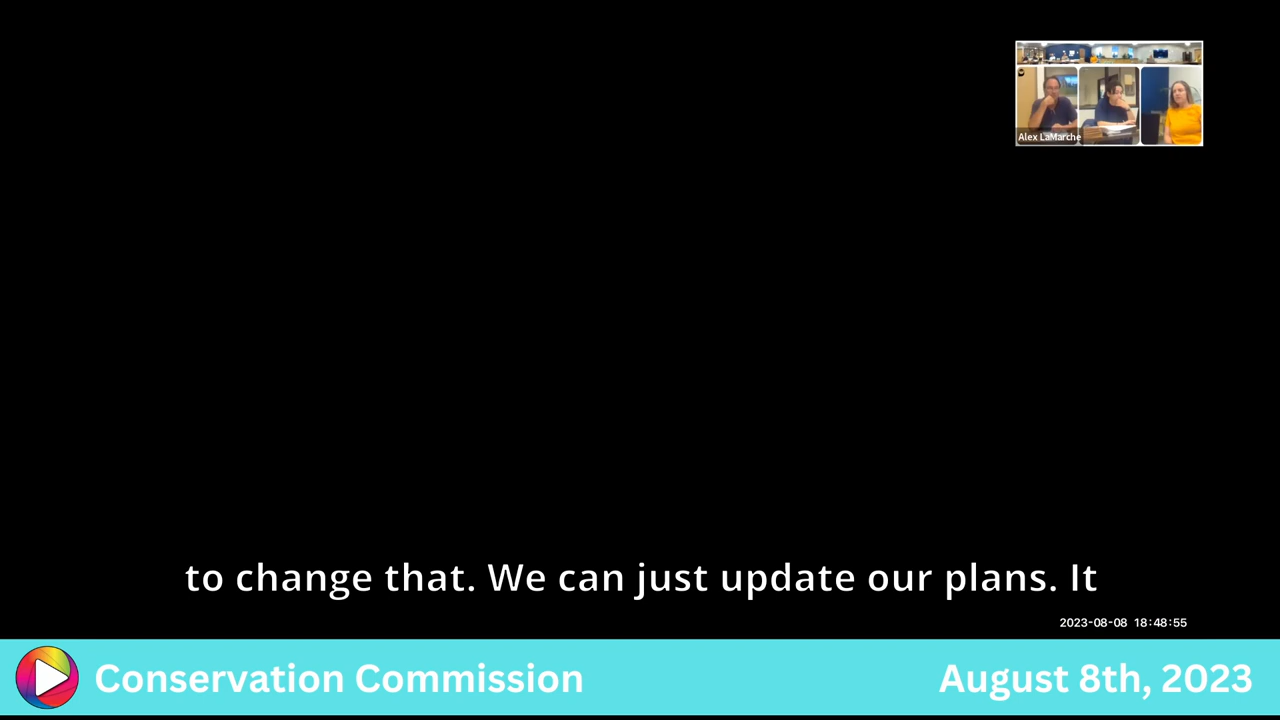 Alex LaMarche
to change that. We can just update our plans. It
2023-08-08 18:48:55
Conservation Commission
August 8th, 2023